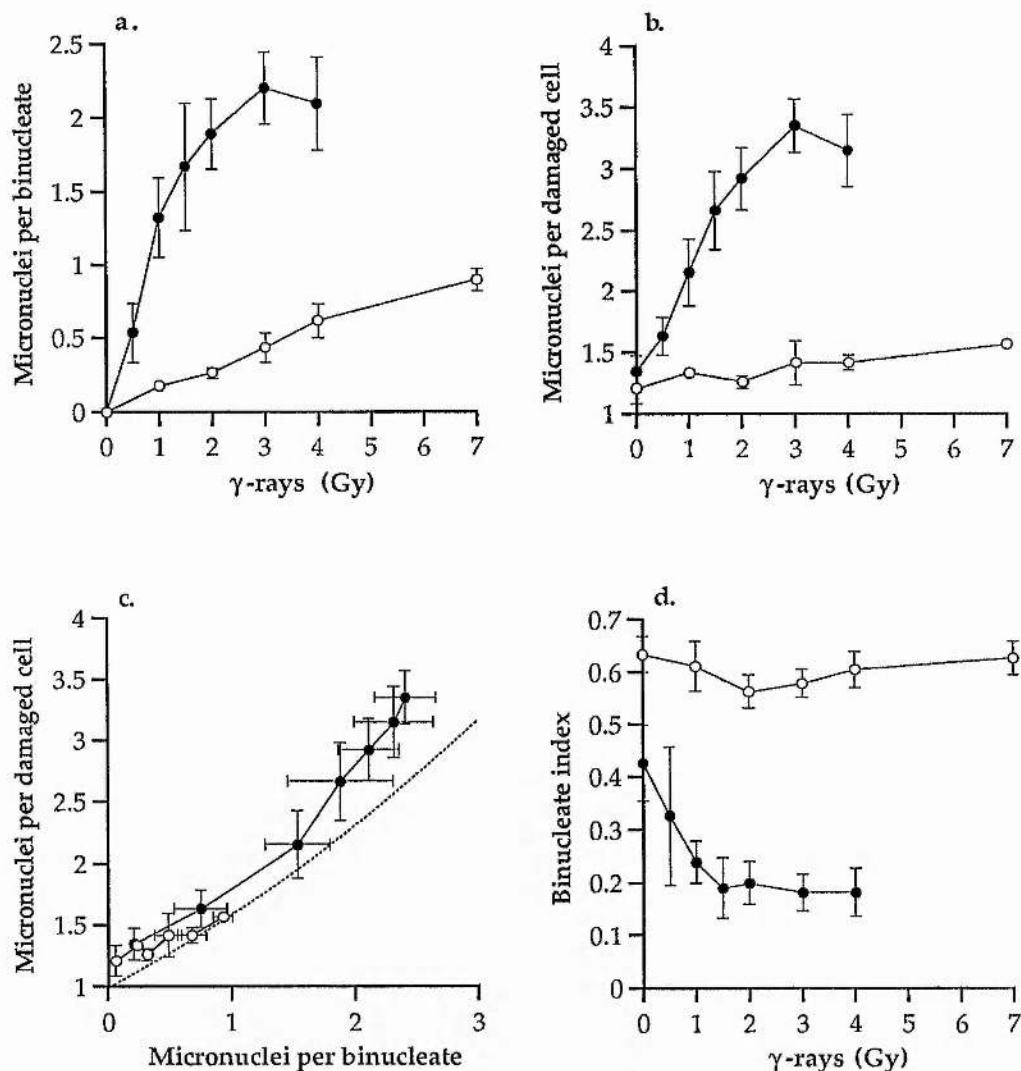 a.
Micronuclei per binucleate
2.5
2
1.5
1
0.5
0
0 1 2 3 4 5 6 7
γ-rays (Gy)
b.
Micronuclei per damaged cell
4
3.5
3
2.5
2
1.5
1
0 1 2 3 4 5 6 7
γ-rays (Gy)
c.
Micronuclei per damaged cell
4
3.5
3
2.5
2
1.5
1
0 1 2 3
Micronuclei per binucleate
d.
Binucleate index
0.7
0.6
0.5
0.4
0.3
0.2
0.1
0
0 1 2 3 4 5 6 7
γ-rays (Gy)